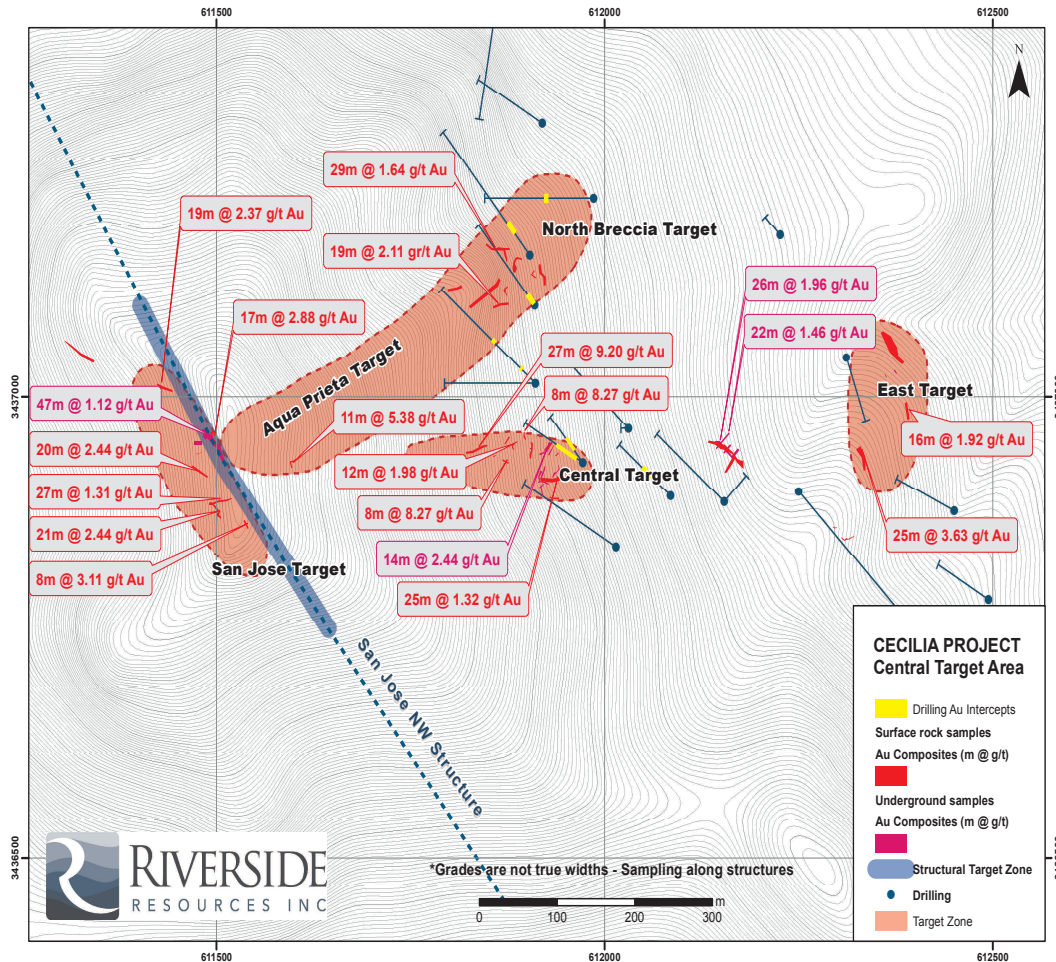 611500
612000
612500
N
29m @ 1.64 g/t Au
19m @ 2.37 g/t Au
North Breccia Target
19m @ 2.11 gr/t Au
26m @ 1.96 g/t Au
17m @ 2.88 g/t Au
22m @ 1.46 g/t Au
27m @ 9.20 g/t Au
Aqua Prieta Target
8m @ 8.27 g/t Au
East Target
3437000
47m @ 1.12 g/t Au
11m @ 5.38 g/t Au
16m @ 1.92 g/t Au
20m @ 2.44 g/t Au
12m @ 1.98 g/t Au
Central Target
27m @ 1.31 g/t Au
8m @ 8.27 g/t Au
21m @ 2.44 g/t Au
25m @ 3.63 g/t Au
14m @ 2.44 g/t Au
San Jose Target
8m @ 3.11 g/t Au
25m @ 1.32 g/t Au
San Jose NW Structure
CECILIA PROJECT
Central Target Area
Drilling Au Intercepts
Surface rock samples
Au Composites (m @ g/t)
Underground samples
Au Composites (m @ g/t)
Structural Target Zone
Drilling
Target Zone
3436500
RIVERSIDE
RESOURCES INC
*Grades are not true widths - Sampling along structures
m
0 100 200 300
611500
612000
612500